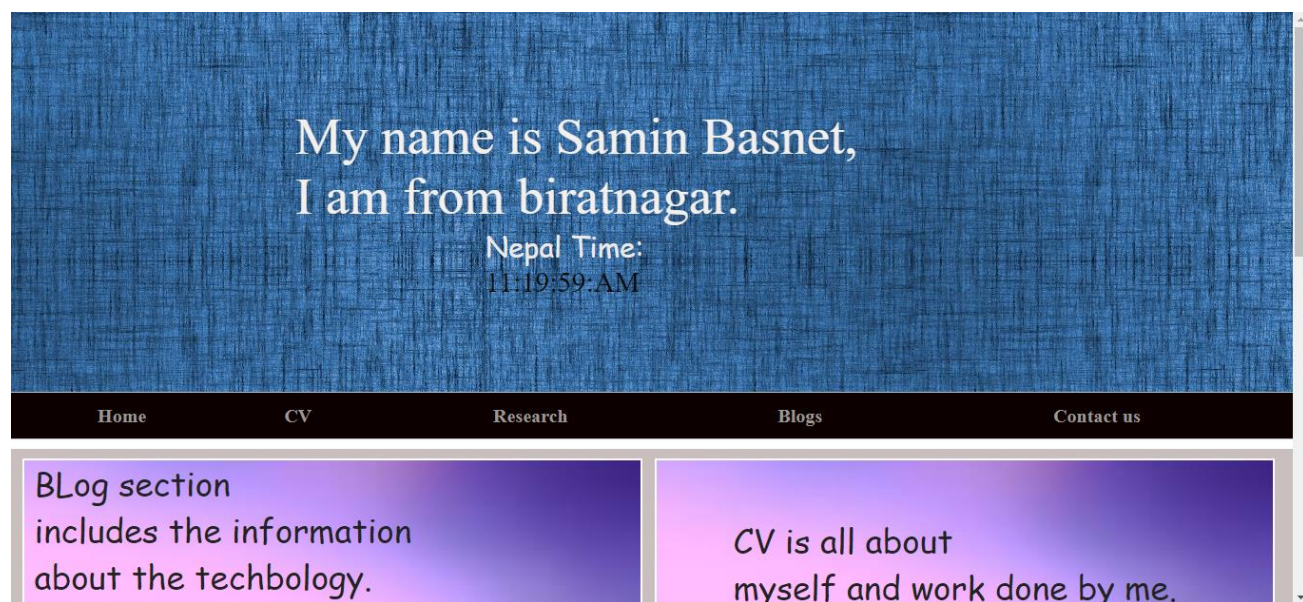 My name is Samin Basnet,
I am from biratnagar.
Nepal Time:
11:19:59:AM
Home CV Research Blogs Contact us
BLog section
includes the information
about the techbology.
CV is all about
myself and work done by me.